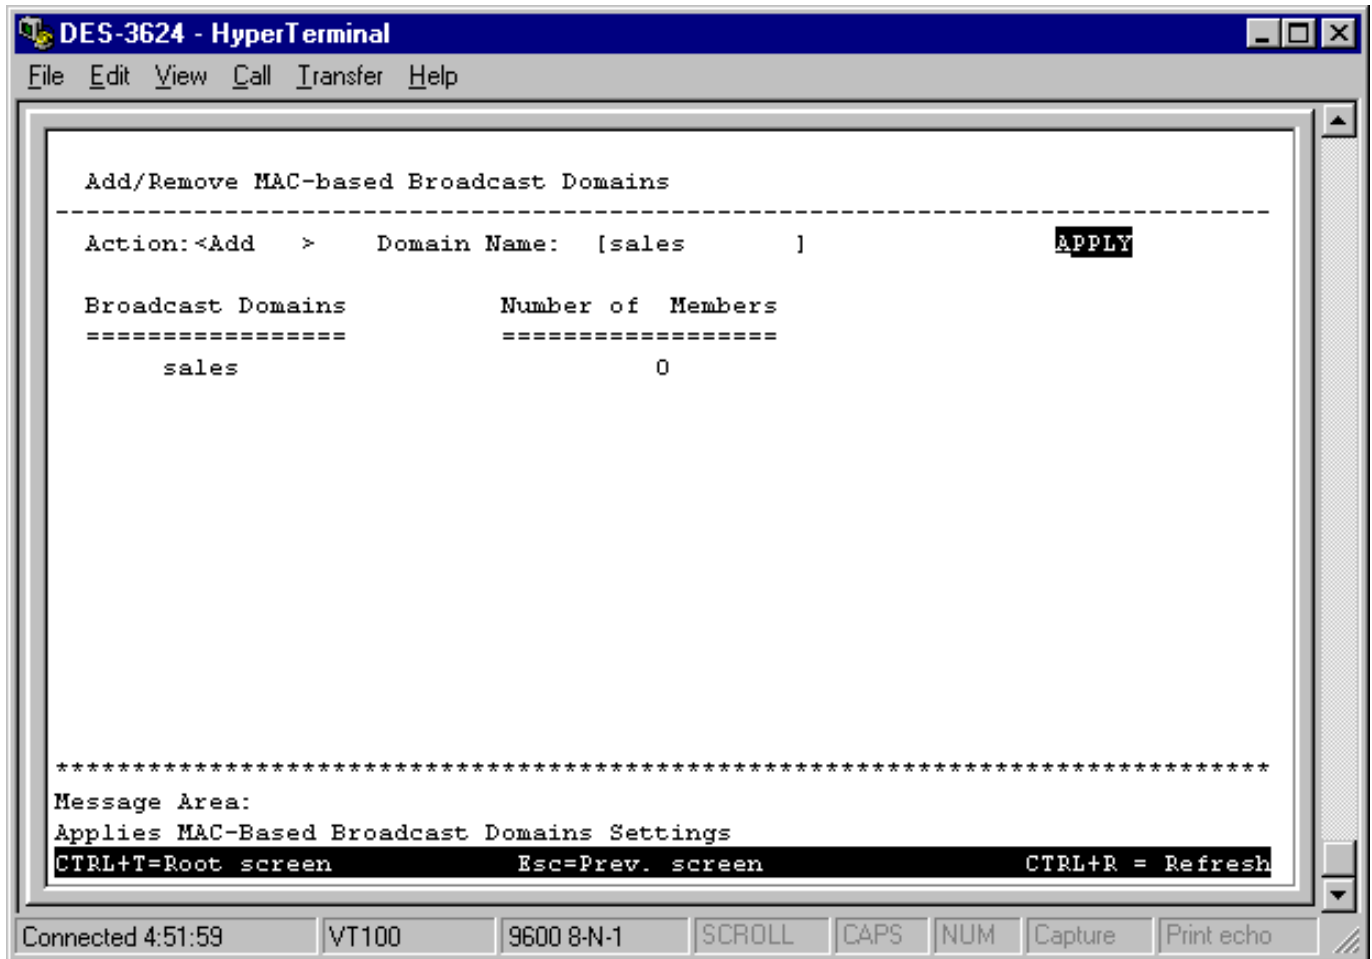 DES-3624 - HyperTerminal
File Edit View Call Transfer Help
Add/Remove MAC-based Broadcast Domains
-------------------------------------------------------------------------------
Action:<Add   >    Domain Name:  [sales         ]    APPLY
Broadcast Domains    Number of  Members
=================    ==================
sales    0
*******************************************************************************
Message Area:
Applies MAC-Based Broadcast Domains Settings
CTRL+T=Root screen    Esc=Prev. screen    CTRL+R = Refresh
Connected 4:51:59    VT100    9600 8-N-1    SCROLL    CAPS    NUM    Capture    Print echo